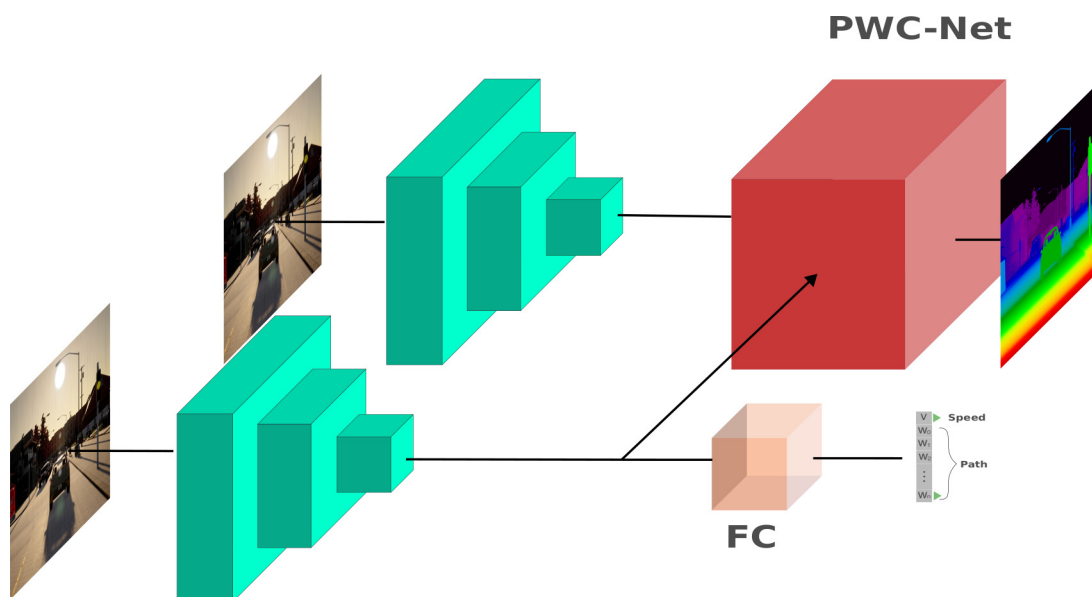 PWC-Net
V
Speed
W₀
W₁
W₂
Path
⋮
Wₙ
FC